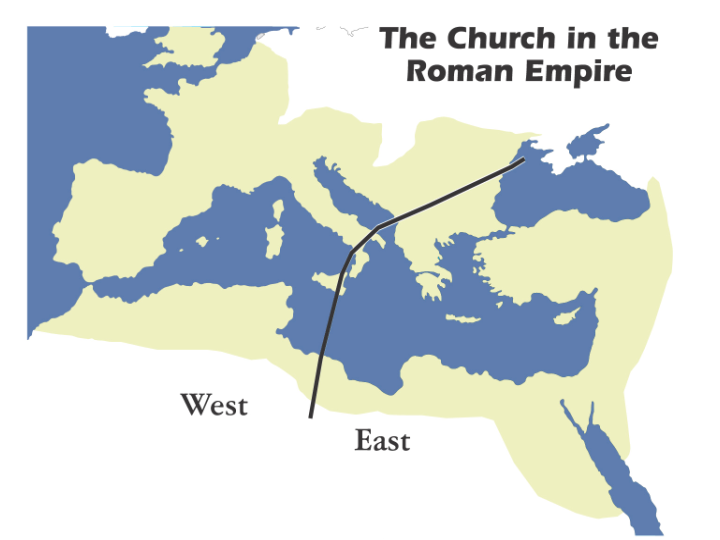 The Church in the
Roman Empire
West
East